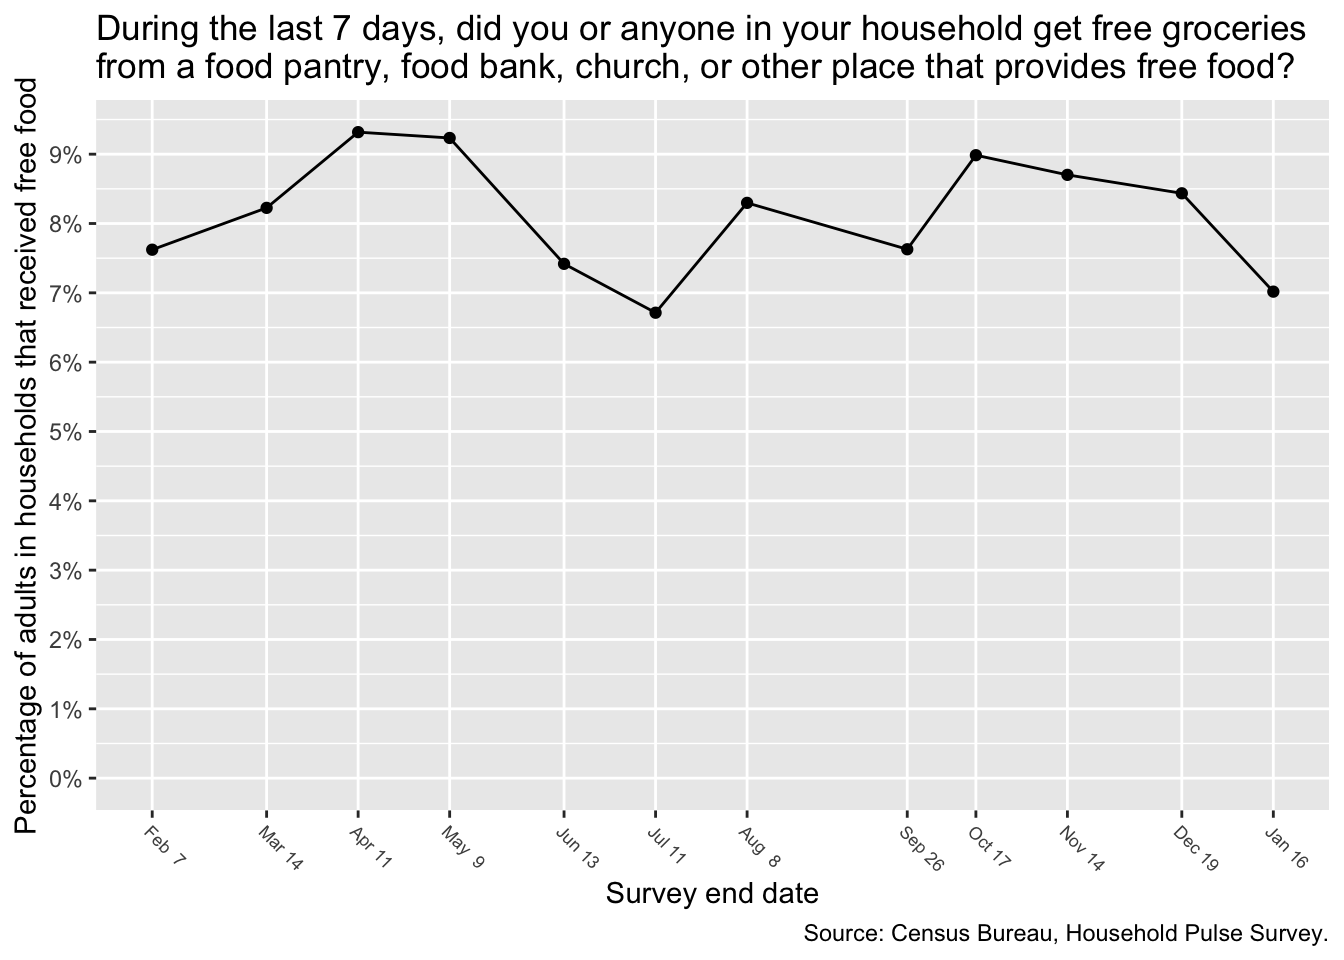 During the last 7 days, did you or anyone in your household get free groceries
from a food pantry, food bank, church, or other place that provides free food?
Percentage of adults in households that received free food
9%
8%
7%
6%
5%
4%
3%
2%
1%
0%
Feb 7
Mar 14
Apr 11
May 9
Jun 13
Jul 11
Aug 8
Sep 26
Oct 17
Nov 14
Dec 19
Jan 16
Survey end date
Source: Census Bureau, Household Pulse Survey.